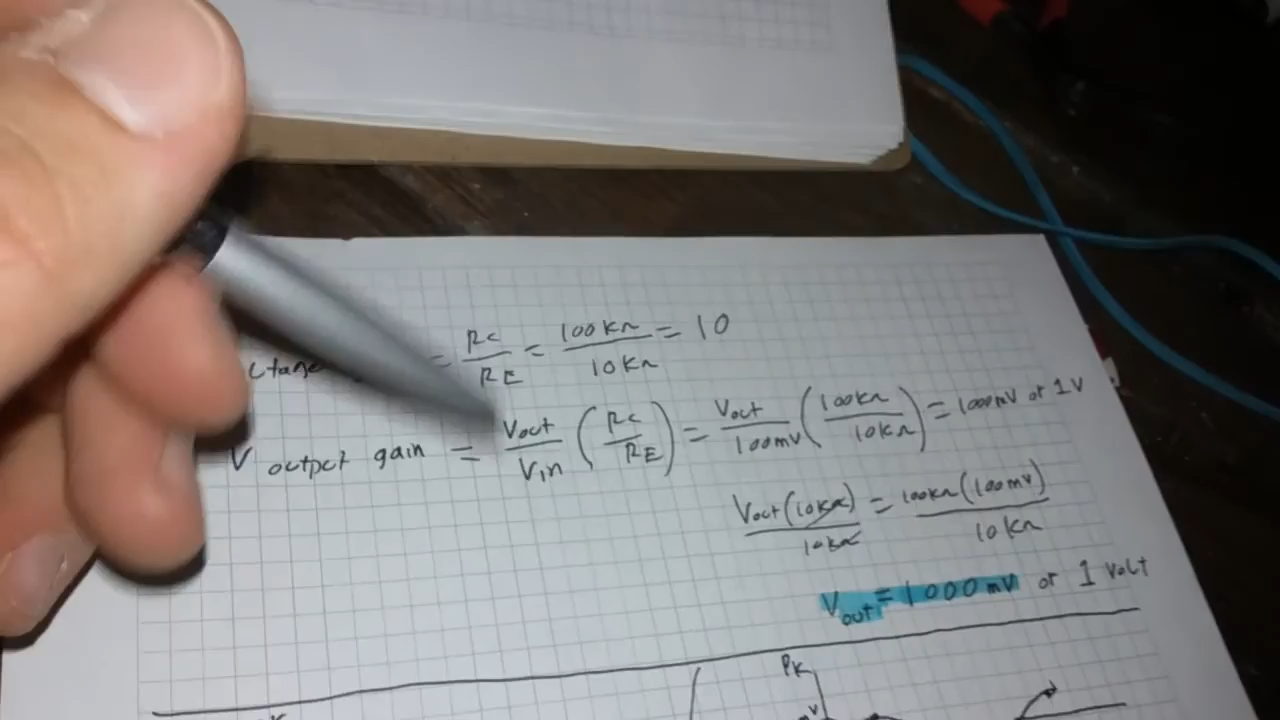 = RC/RE = 100KΩ/10KΩ = 10
V output gain = Vout/Vin (RC/RE) = Vout/100mV (100KΩ/10KΩ) = 1000mV or 1V
Vout(10KΩ)/10KΩ = 100KΩ(100mV)/10KΩ
Vout = 1000mV or 1 Volt
PK